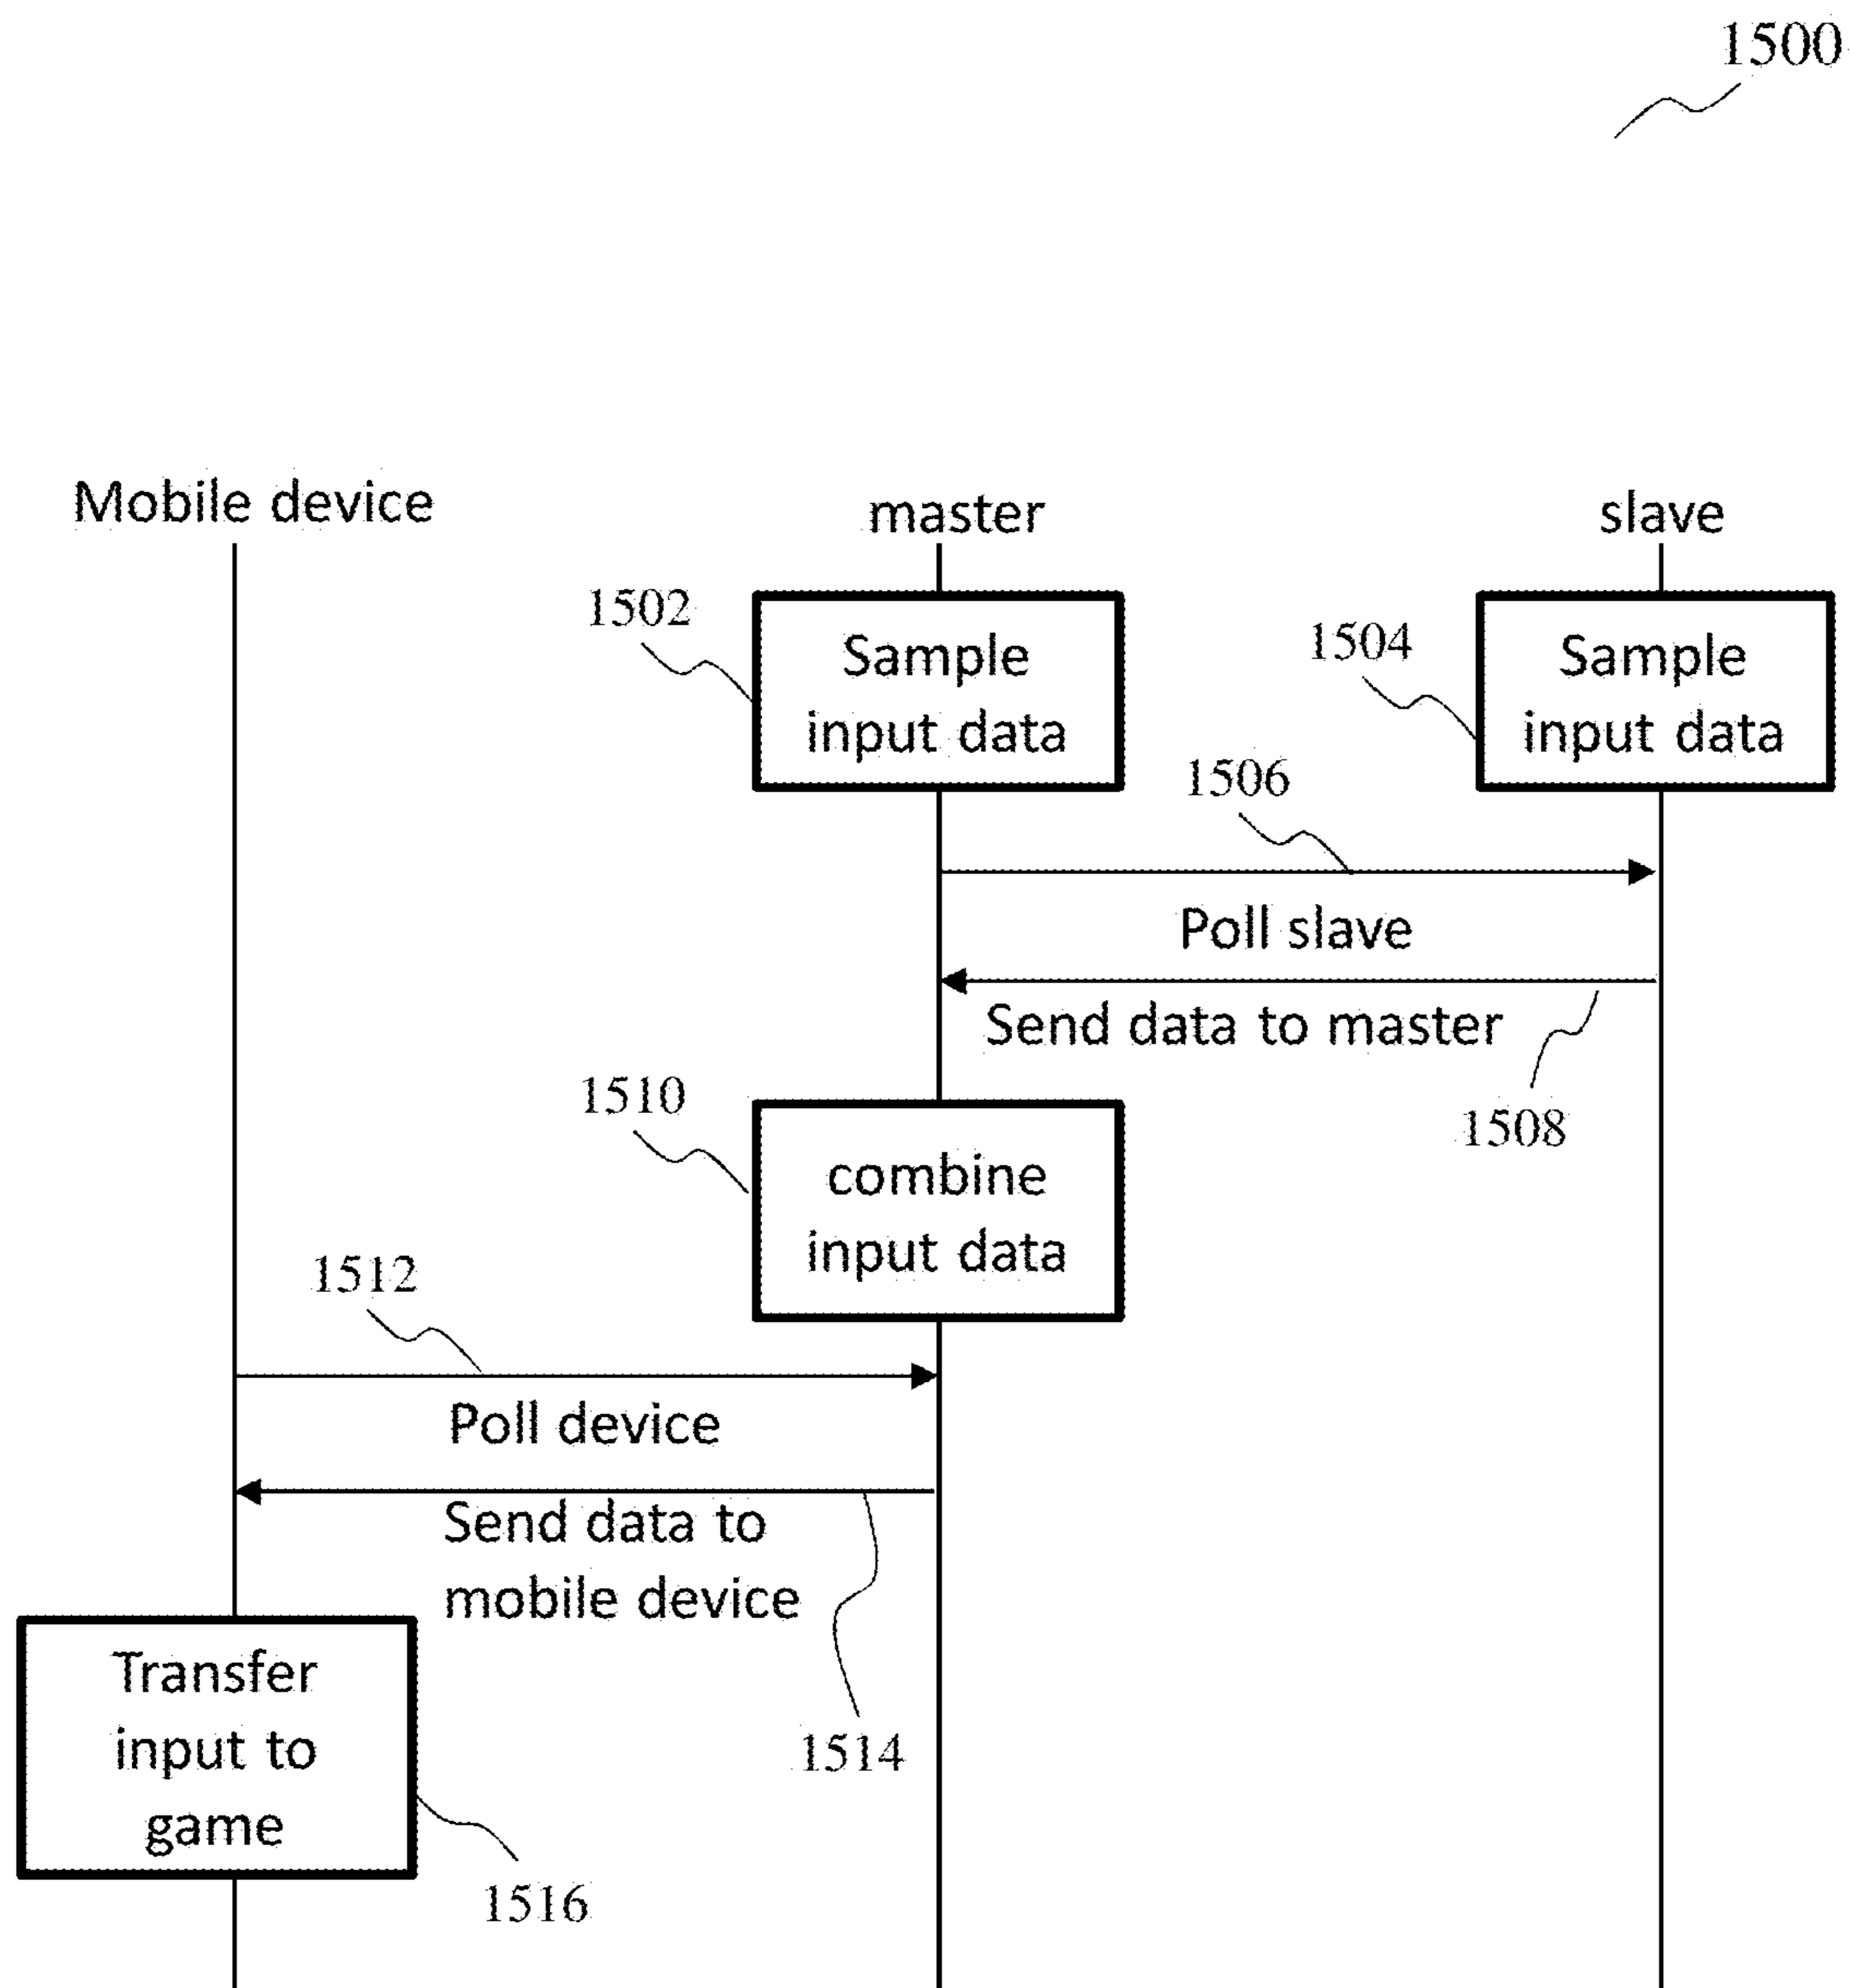 1500
Mobile device
master
slave
1502
Sample
input data
1504
Sample
input data
1506
Poll slave
Send data to master
1508
1510
combine
input data
1512
Poll device
Send data to
mobile device
1514
Transfer
input to
game
1516